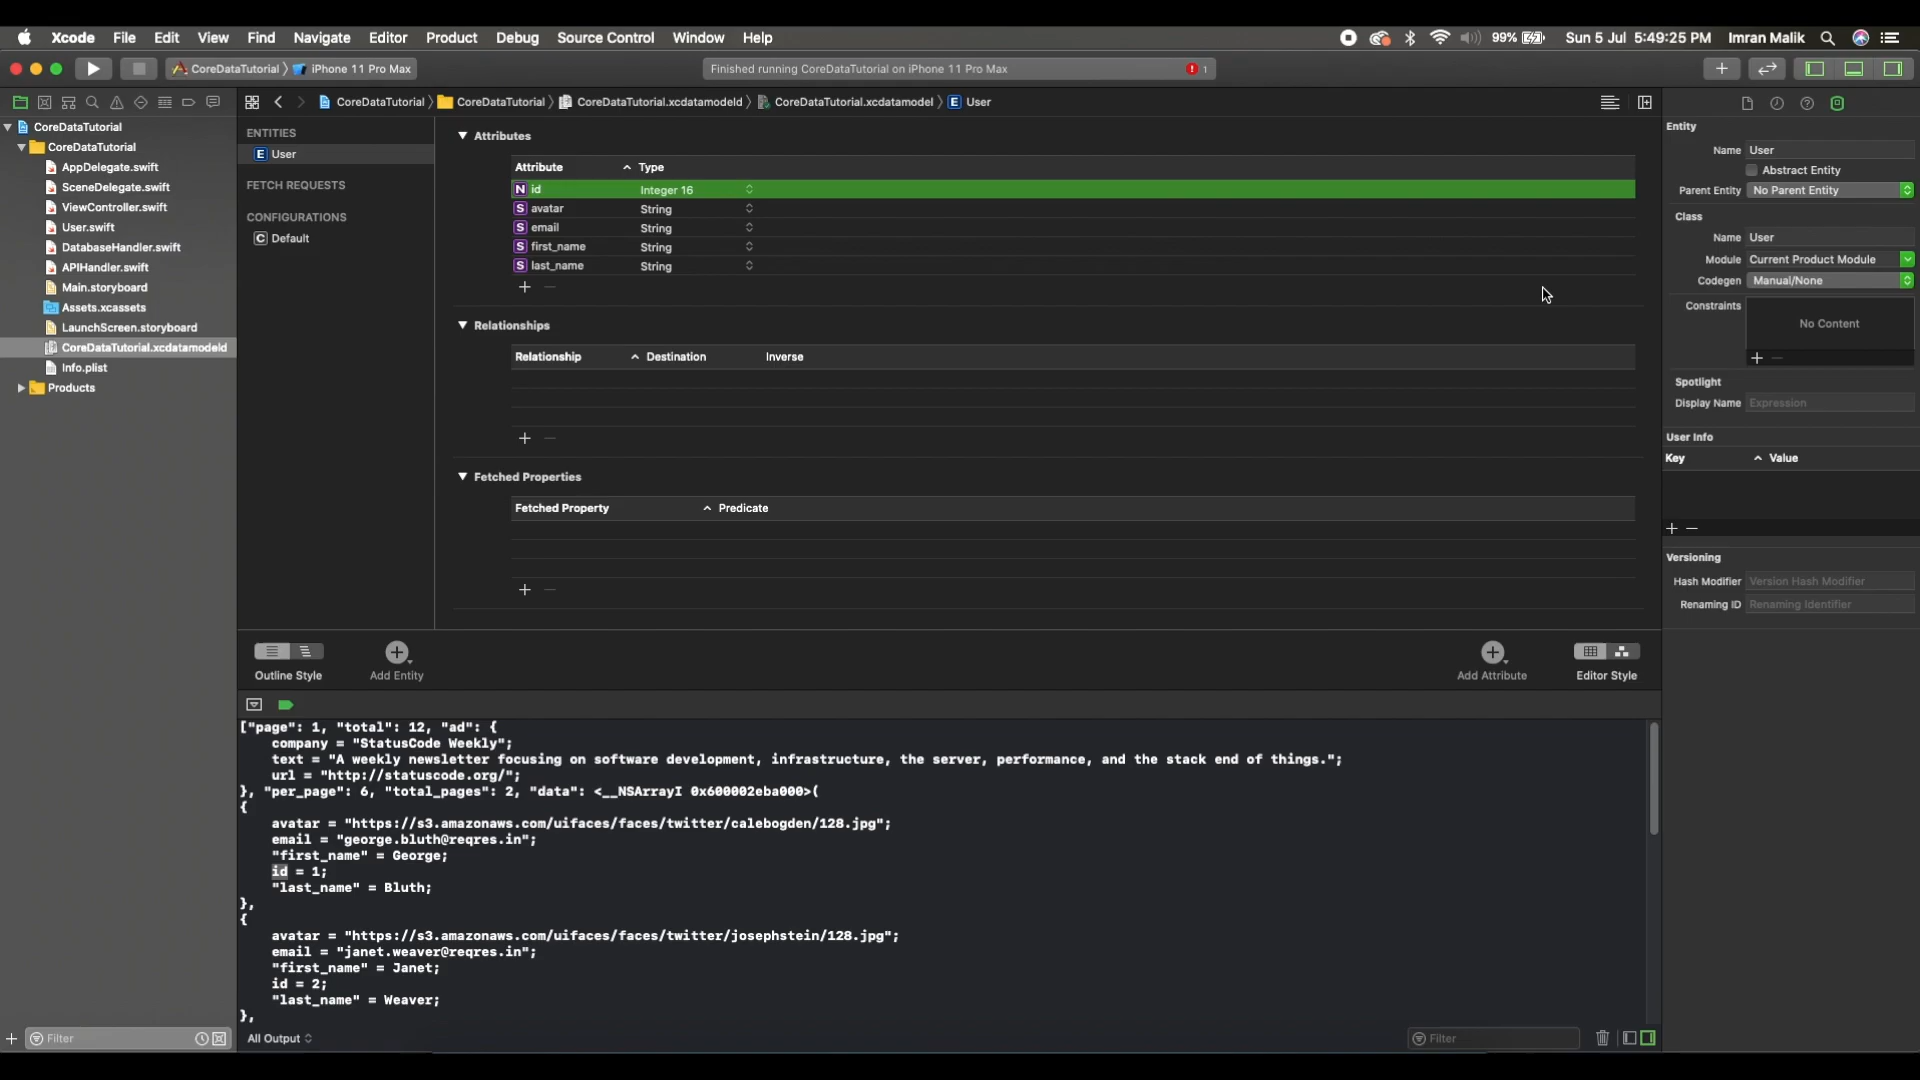 Xcode File Edit View Find Navigate Editor Product Debug Source Control Window Help 99% Sun 5 Jul 5:49:25 PM Imran Malik
CoreDataTutorial iPhone 11 Pro Max Finished running CoreDataTutorial on iPhone 11 Pro Max 1
CoreDataTutorial CoreDataTutorial CoreDataTutorial.xcdatamodeld CoreDataTutorial.xcdatamodel E User
CoreDataTutorial
CoreDataTutorial
AppDelegate.swift
SceneDelegate.swift
ViewController.swift
User.swift
DatabaseHandler.swift
APIHandler.swift
Main.storyboard
Assets.xcassets
LaunchScreen.storyboard
CoreDataTutorial.xcdatamodeld
Info.plist
Products
Filter
ENTITIES
E User
FETCH REQUESTS
CONFIGURATIONS
C Default
Attributes
Attribute Type
N id Integer 16
S avatar String
S email String
S first_name String
S last_name String
Relationships
Relationship Destination Inverse
Fetched Properties
Fetched Property Predicate
Outline Style Add Entity Add Attribute Editor Style
["page": 1, "total": 12, "ad": {
company = "StatusCode Weekly";
text = "A weekly newsletter focusing on software development, infrastructure, the server, performance, and the stack end of things.";
url = "http://statuscode.org/";
}, "per_page": 6, "total_pages": 2, "data": <__NSArrayI 0x600002eba000>(
{
avatar = "https://s3.amazonaws.com/uifaces/faces/twitter/calebogden/128.jpg";
email = "george.bluth@reqres.in";
"first_name" = George;
id = 1;
"last_name" = Bluth;
},
{
avatar = "https://s3.amazonaws.com/uifaces/faces/twitter/josephstein/128.jpg";
email = "janet.weaver@reqres.in";
"first_name" = Janet;
id = 2;
"last_name" = Weaver;
},
All Output Filter
Entity
Name User
Abstract Entity
Parent Entity No Parent Entity
Class
Name User
Module Current Product Module
Codegen Manual/None
Constraints
No Content
Spotlight
Display Name Expression
User Info
Key Value
Versioning
Hash Modifier Version Hash Modifier
Renaming ID Renaming Identifier